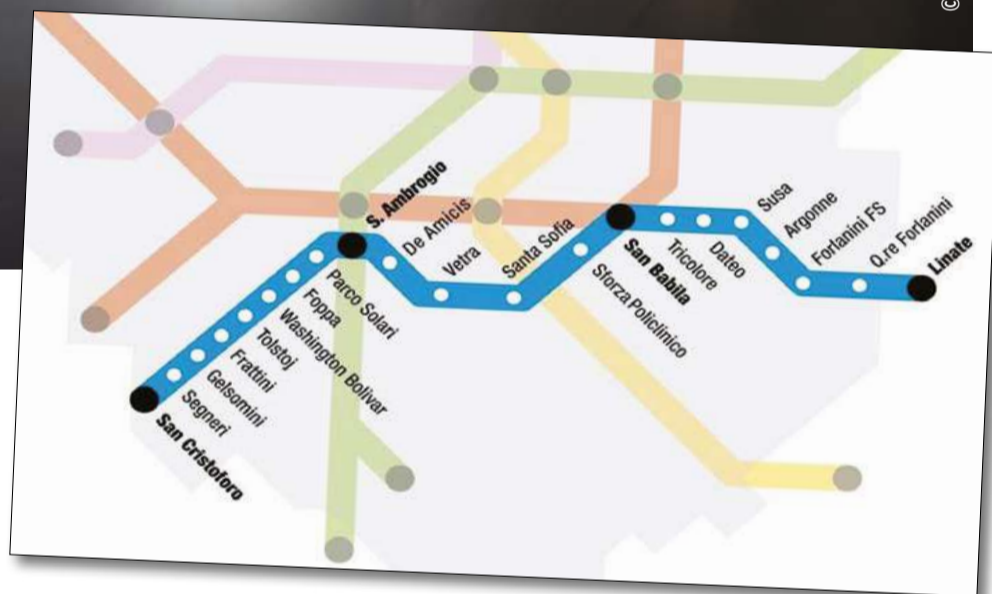 ©
S. Ambrogio
De Amicis
Vetra
Santa Sofia
Sforza Policlinico
San Babila
Tricolore
Dateo
Susa
Argonne
Forlanini FS
Q.re Forlanini
Linate
Parco Solari
Foppa
Washington Bolivar
Tolstoj
Frattini
Gelsomini
Segneri
San Cristoforo